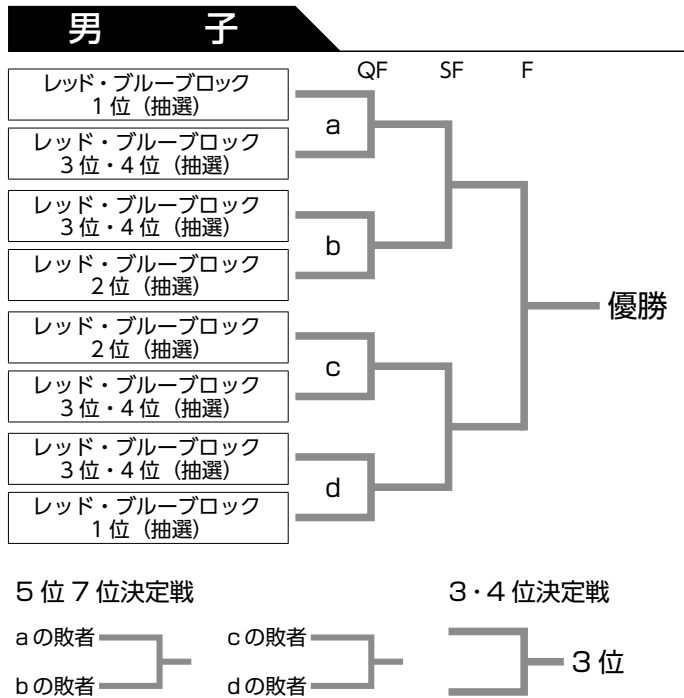 男 子
QF SF F
レッド・ブルーブロック
1位（抽選）
a
レッド・ブルーブロック
3位・4位（抽選）
レッド・ブルーブロック
3位・4位（抽選）
b
レッド・ブルーブロック
2位（抽選）
優勝
レッド・ブルーブロック
2位（抽選）
c
レッド・ブルーブロック
3位・4位（抽選）
レッド・ブルーブロック
3位・4位（抽選）
d
レッド・ブルーブロック
1位（抽選）
5位7位決定戦
aの敗者
bの敗者
cの敗者
dの敗者
3・4位決定戦
3位